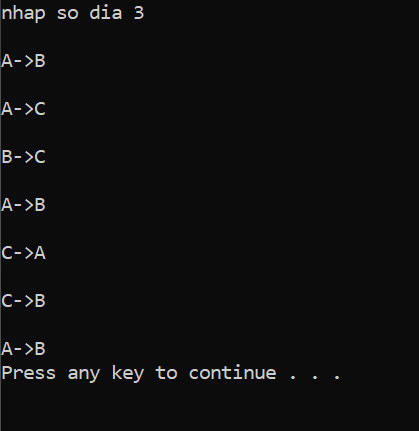 nhap so dia 3
A->B
A->C
B->C
A->B
C->A
C->B
A->B
Press any key to continue . . .